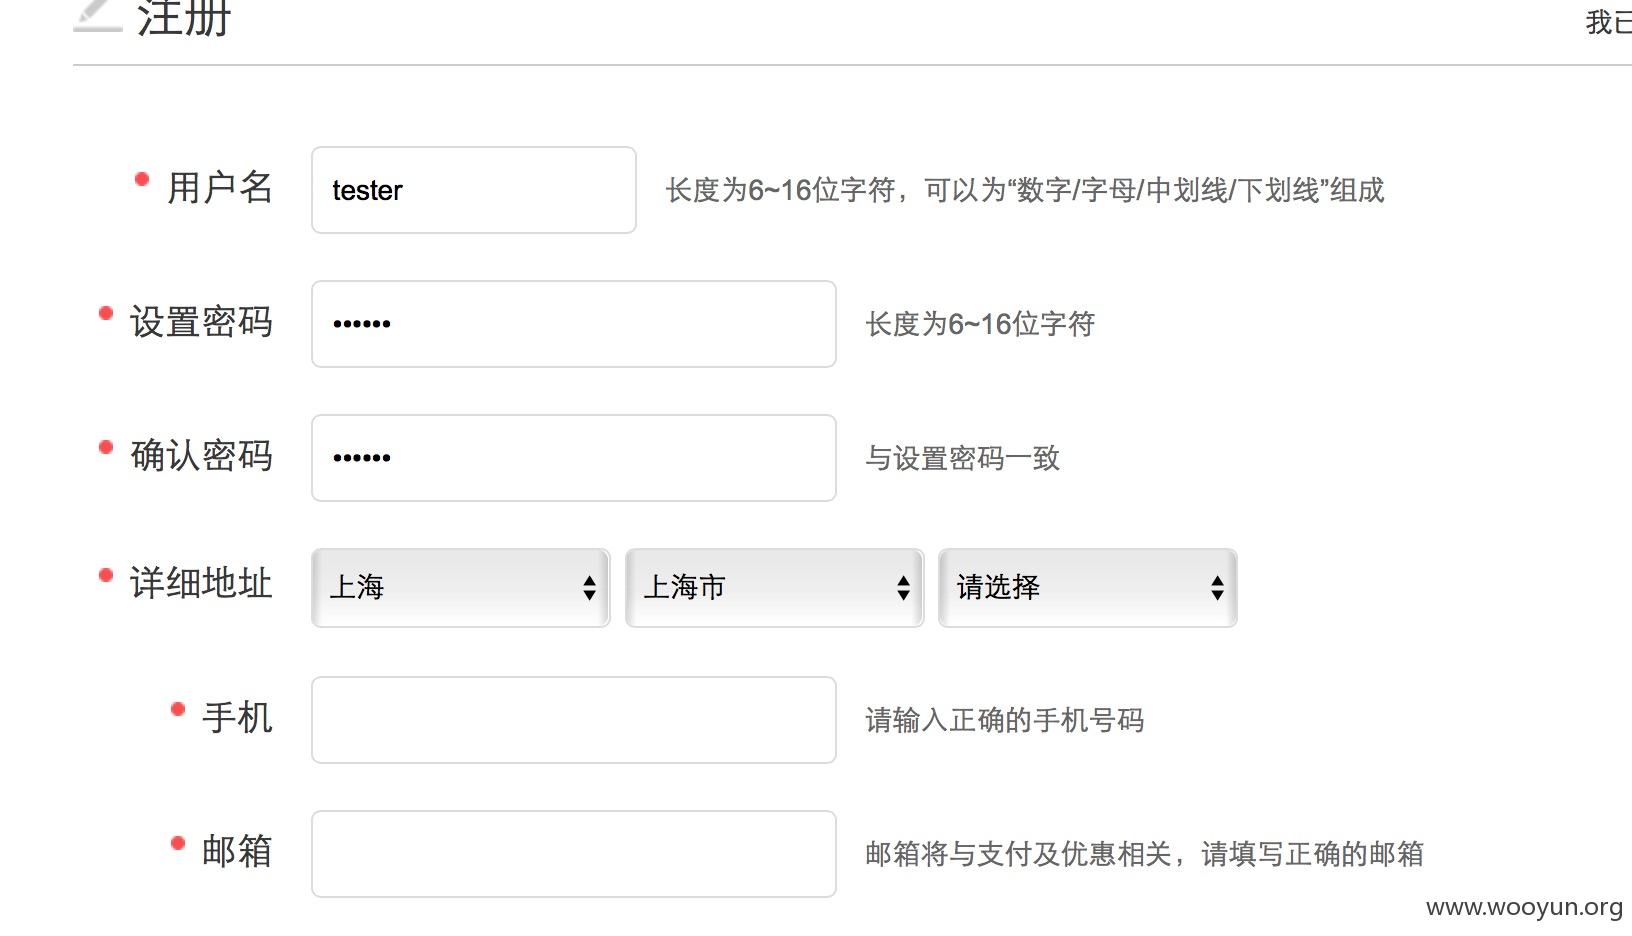 注册
我已
用户名 tester 长度为6~16位字符，可以为“数字/字母/中划线/下划线”组成
设置密码 •••••• 长度为6~16位字符
确认密码 •••••• 与设置密码一致
详细地址 上海 上海市 请选择
手机 请输入正确的手机号码
邮箱 邮箱将与支付及优惠相关，请填写正确的邮箱
www.wooyun.org